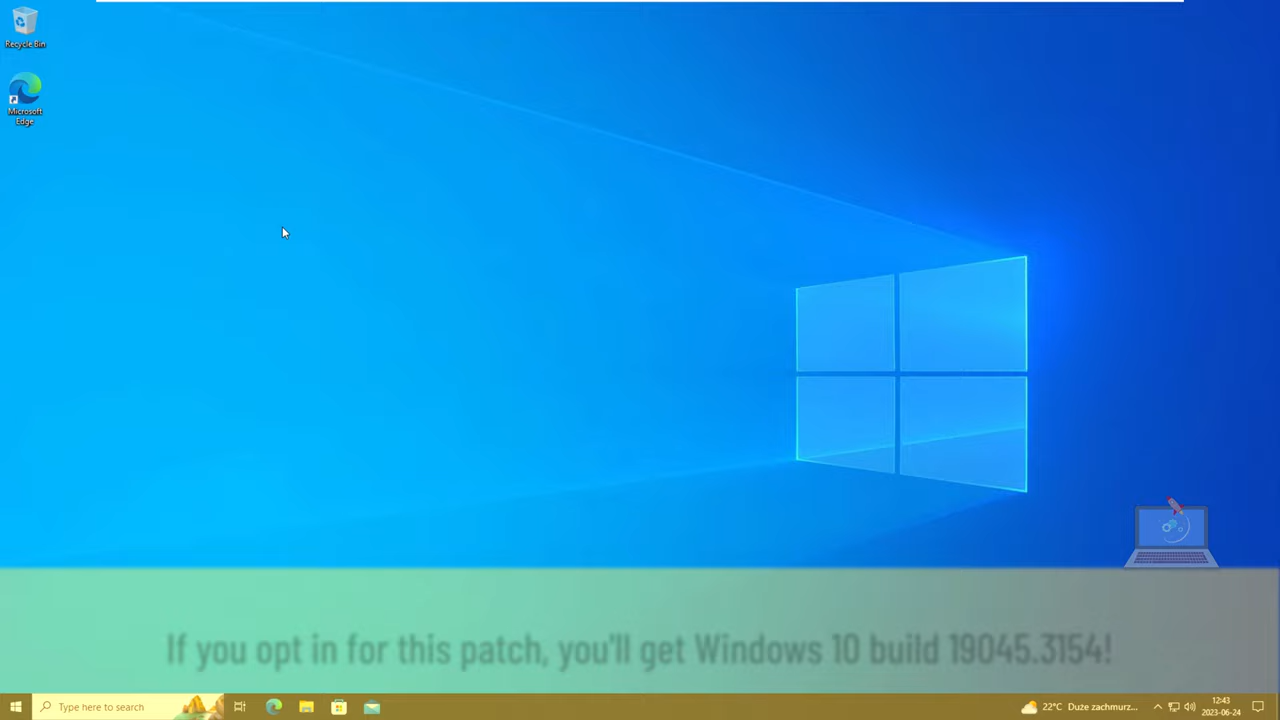 Recycle Bin
Microsoft
Edge
If you opt in for this patch, you'll get Windows 10 build 19045.3154!
Type here to search
22°C Duże zachmurz...
12:43
2023-06-24